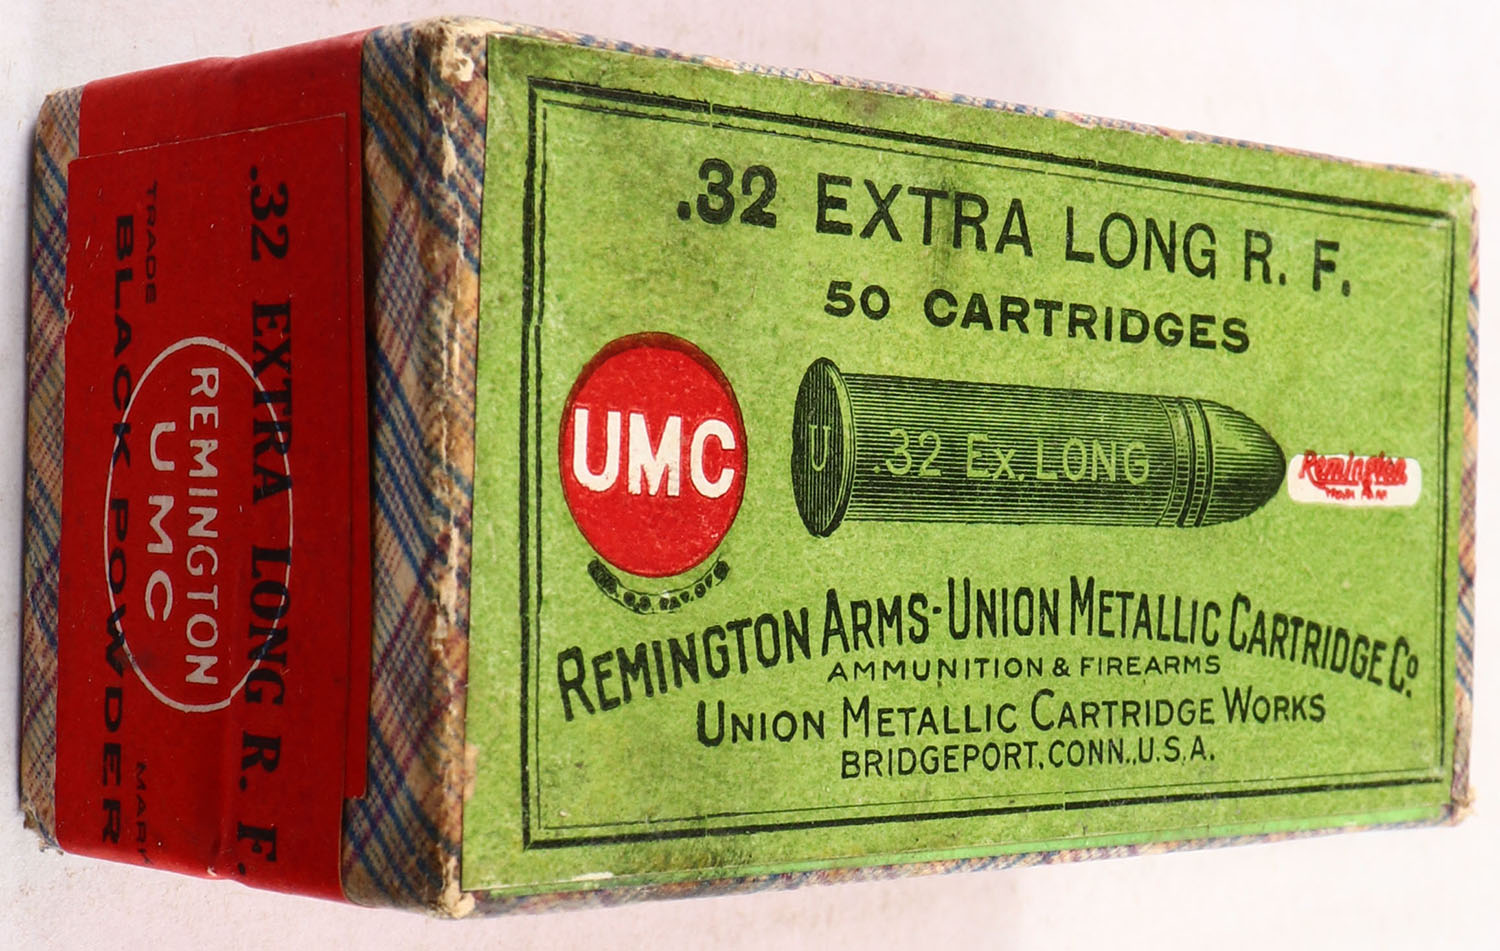 .32 EXTRA LONG R. F.
50 CARTRIDGES
UMC
U
.32 EX. LONG
Remington
REMINGTON ARMS-UNION METALLIC CARTRIDGE CO.
AMMUNITION & FIREARMS
UNION METALLIC CARTRIDGE WORKS
BRIDGEPORT, CONN., U.S.A.
.32 EXTRA LONG R. F.
REMINGTON
UMC
BLACK POWDER
TRADE MARK